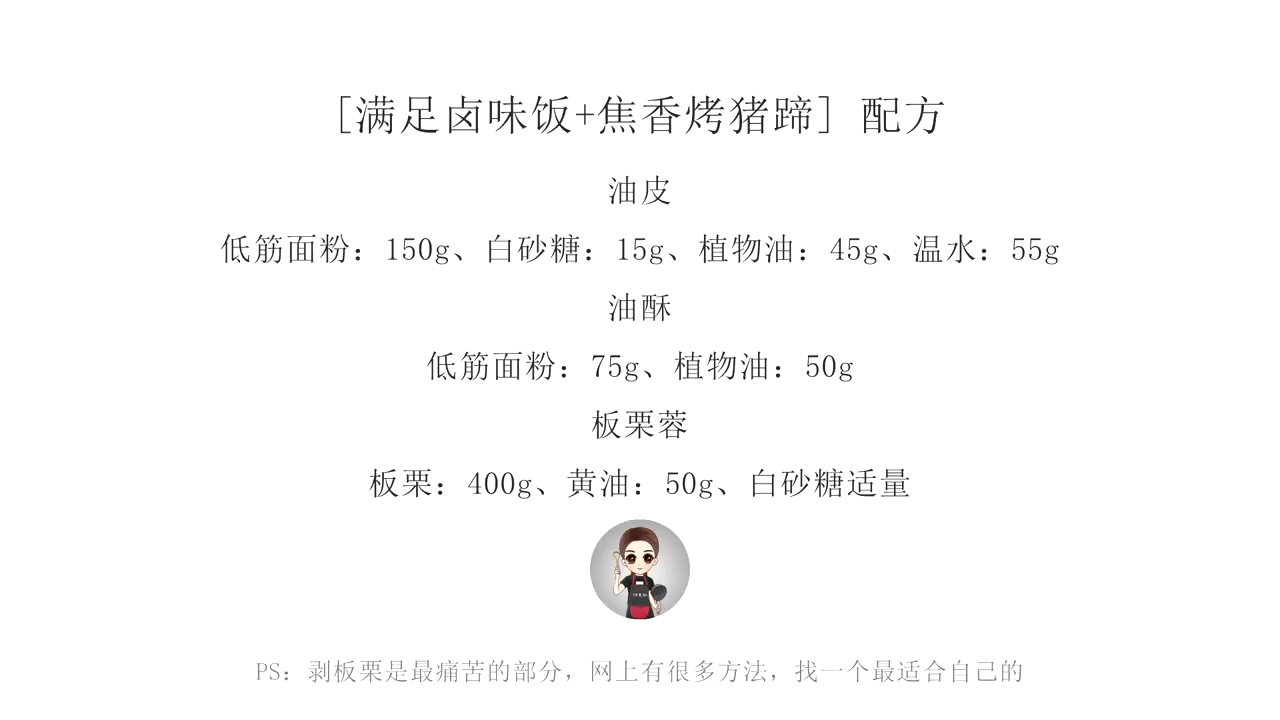 [满足卤味饭+焦香烤猪蹄] 配方
油皮
低筋面粉：150g、白砂糖：15g、植物油：45g、温水：55g
油酥
低筋面粉：75g、植物油：50g
板栗蓉
板栗：400g、黄油：50g、白砂糖适量
PS：剥板栗是最痛苦的部分，网上有很多方法，找一个最适合自己的